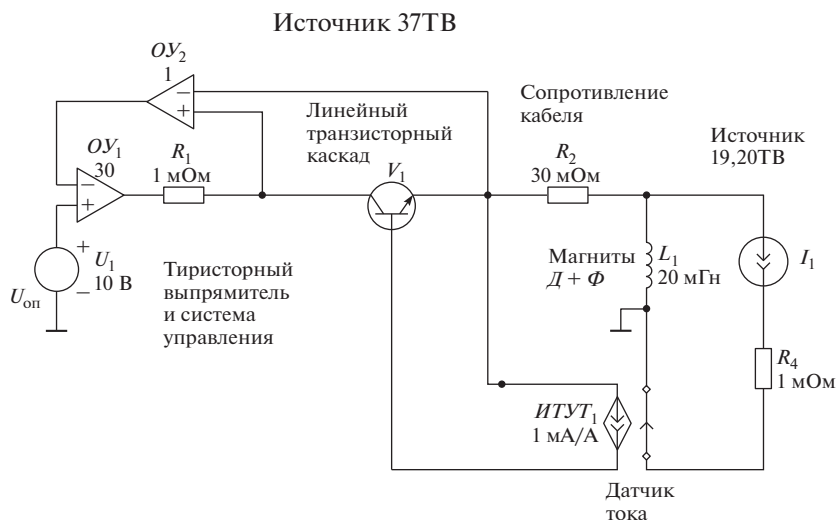 Источник 37ТВ
ОУ₂
1
Линейный
транзисторный
каскад
Сопротивление
кабеля
Источник
19,20ТВ
ОУ₁
30
R₁
1 мОм
V₁
R₂
30 мОм
U₁
10 В
Uоп
Тиристорный
выпрямитель
и система
управления
Магниты
Д + Ф
L₁
20 мГн
I₁
R₄
1 мОм
ИТУТ₁
1 мА/А
Датчик
тока